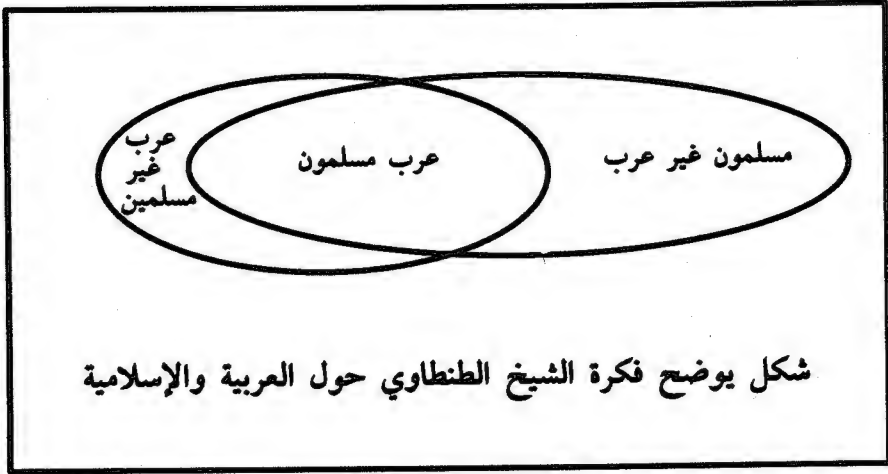 مسلمون غير عرب
عرب مسلمون
عرب
غير
مسلمين
شكل يوضح فكرة الشيخ الطنطاوي حول العربية والإسلامية